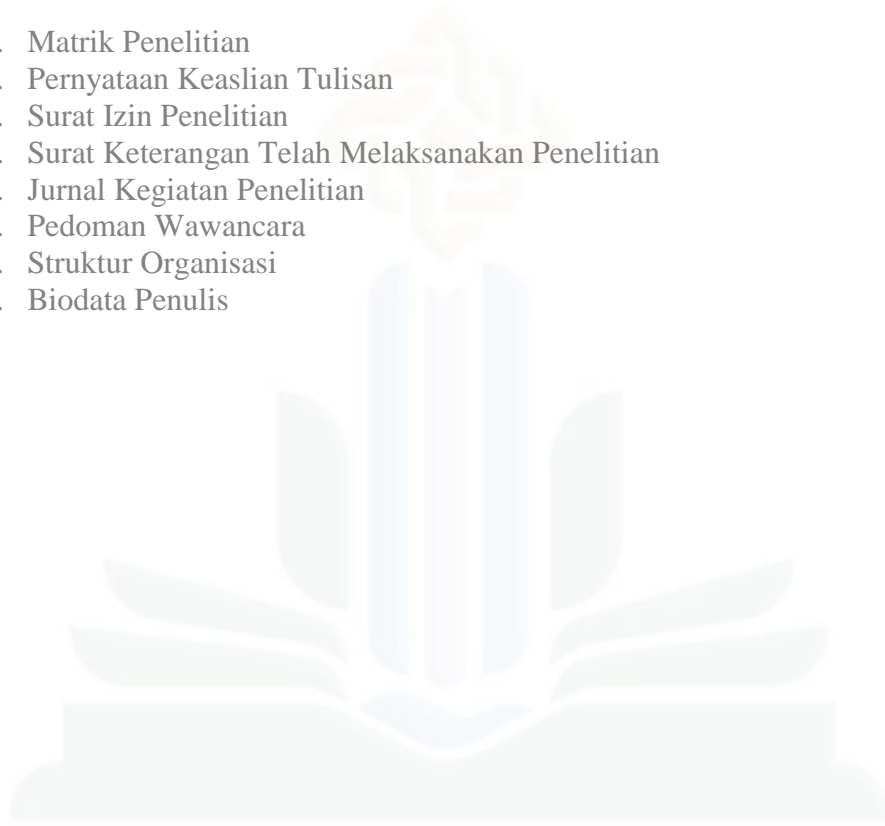 . Matrik Penelitian
. Pernyataan Keaslian Tulisan
. Surat Izin Penelitian
. Surat Keterangan Telah Melaksanakan Penelitian
. Jurnal Kegiatan Penelitian
. Pedoman Wawancara
. Struktur Organisasi
. Biodata Penulis